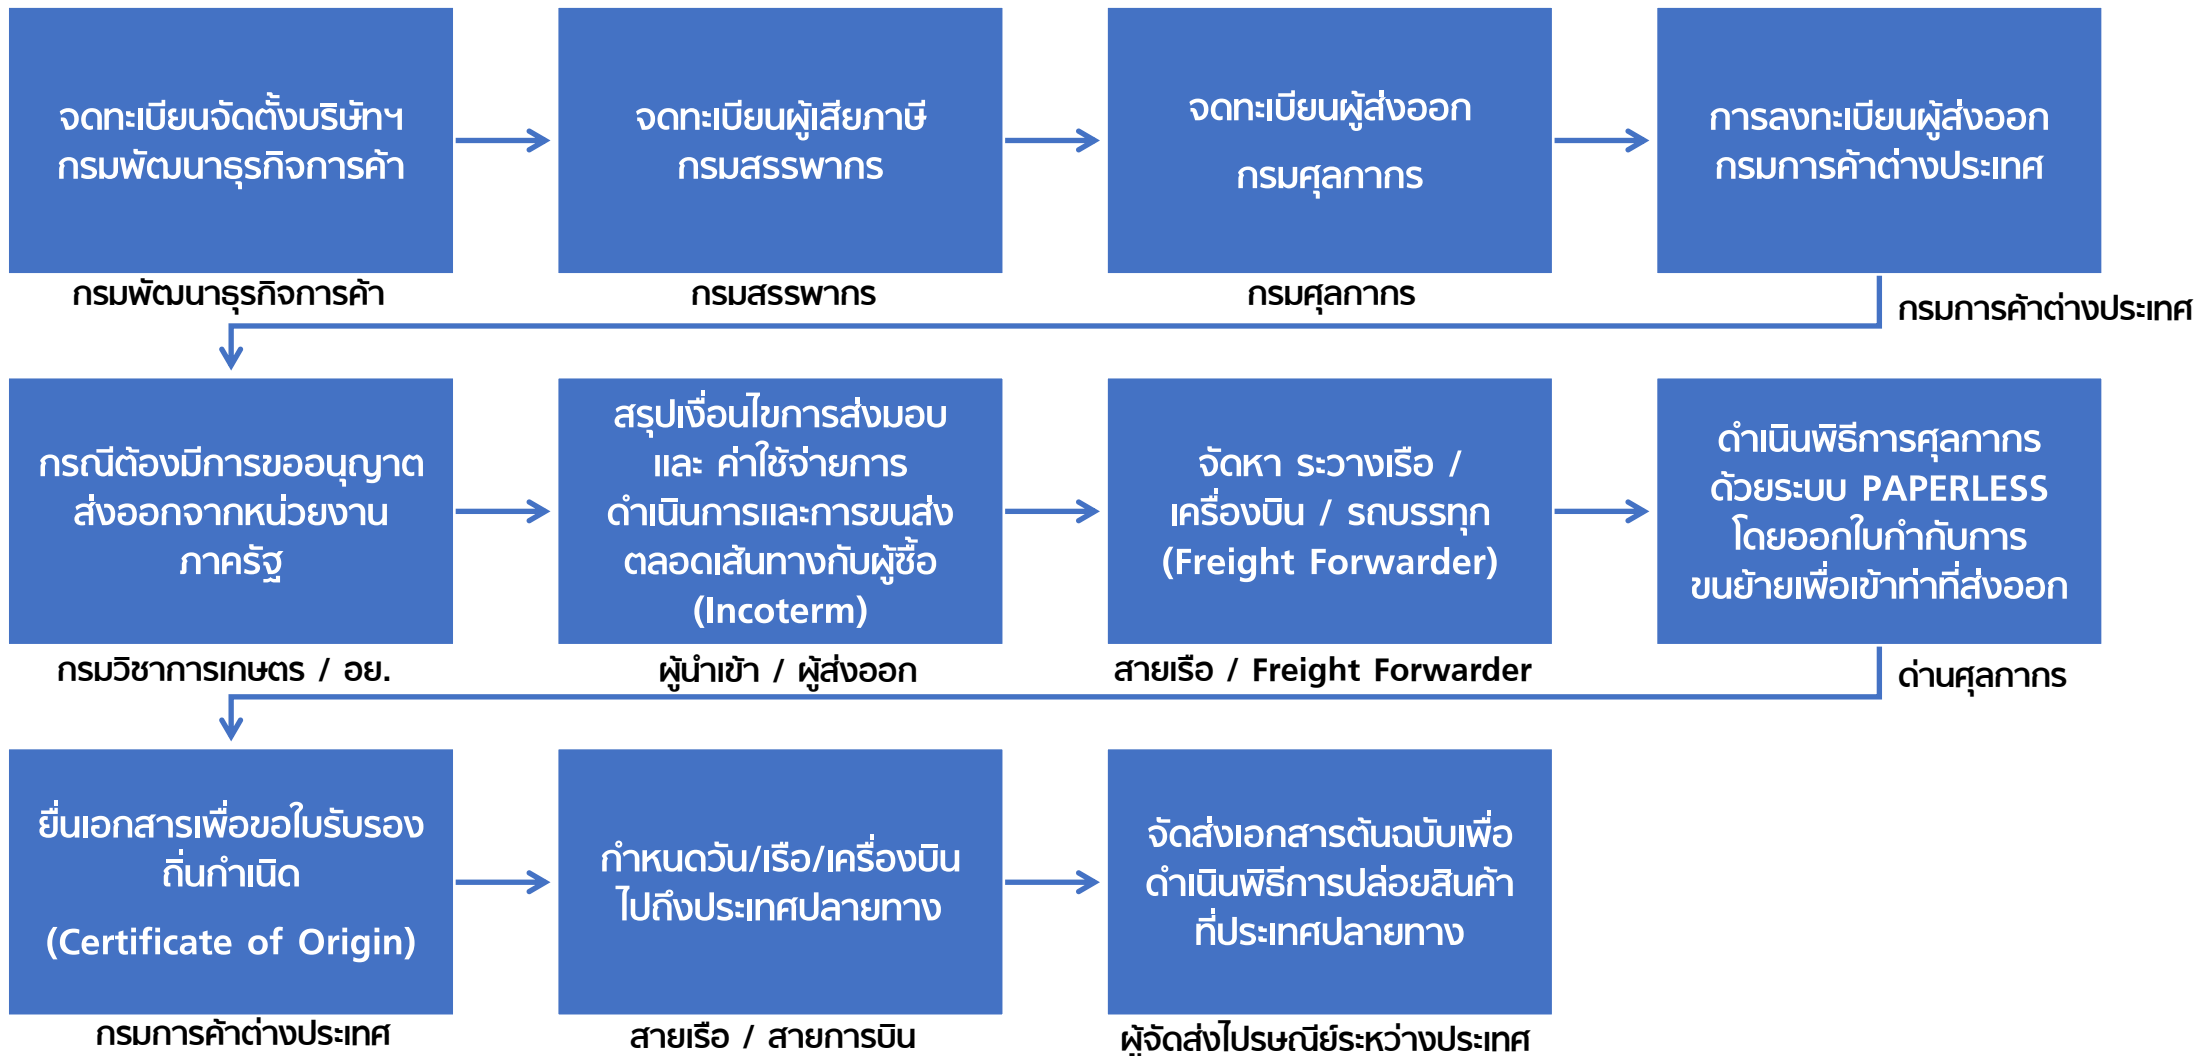 จดทะเบียนจัดตั้งบริษัทฯ
กรมพัฒนาธุรกิจการค้า
กรมพัฒนาธุรกิจการค้า
จดทะเบียนผู้เสียภาษี
กรมสรรพากร
กรมสรรพากร
จดทะเบียนผู้ส่งออก
กรมศุลกากร
กรมศุลกากร
การลงทะเบียนผู้ส่งออก
กรมการค้าต่างประเทศ
กรมการค้าต่างประเทศ
กรณีต้องมีการขออนุญาต
ส่งออกจากหน่วยงาน
ภาครัฐ
กรมวิชาการเกษตร / อย.
สรุปเงื่อนไขการส่งมอบ
และ ค่าใช้จ่ายการ
ดำเนินการและการขนส่ง
ตลอดเส้นทางกับผู้ซื้อ
(Incoterm)
ผู้นำเข้า / ผู้ส่งออก
จัดหา ระวางเรือ /
เครื่องบิน / รถบรรทุก
(Freight Forwarder)
สายเรือ / Freight Forwarder
ดำเนินพิธีการศุลกากร
ด้วยระบบ PAPERLESS
โดยออกใบกำกับการ
ขนย้ายเพื่อเข้าท่าที่ส่งออก
ด่านศุลกากร
ยื่นเอกสารเพื่อขอใบรับรอง
ถิ่นกำเนิด
(Certificate of Origin)
กรมการค้าต่างประเทศ
กำหนดวัน/เรือ/เครื่องบิน
ไปถึงประเทศปลายทาง
สายเรือ / สายการบิน
จัดส่งเอกสารต้นฉบับเพื่อ
ดำเนินพิธีการปล่อยสินค้า
ที่ประเทศปลายทาง
ผู้จัดส่งไปรษณีย์ระหว่างประเทศ